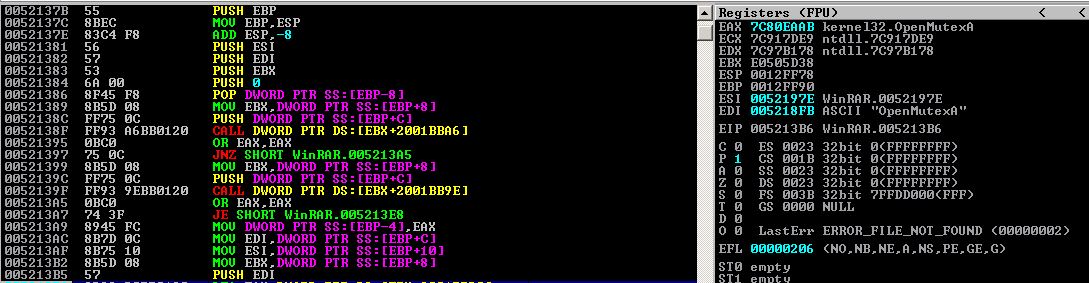 0052137B 55 PUSH EBP
0052137C 8BEC MOV EBP,ESP
0052137E 83C4 F8 ADD ESP,-8
00521381 56 PUSH ESI
00521382 57 PUSH EDI
00521383 53 PUSH EBX
00521384 6A 00 PUSH 0
00521386 8F45 F8 POP DWORD PTR SS:[EBP-8]
00521389 8B5D 08 MOV EBX,DWORD PTR SS:[EBP+8]
0052138C FF75 0C PUSH DWORD PTR SS:[EBP+C]
0052138F FF93 A6BB0120 CALL DWORD PTR DS:[EBX+2001BBA6]
00521395 0BC0 OR EAX,EAX
00521397 75 0C JNZ SHORT WinRAR.005213A5
00521399 8B5D 08 MOV EBX,DWORD PTR SS:[EBP+8]
0052139C FF75 0C PUSH DWORD PTR SS:[EBP+C]
0052139F FF93 9EBB0120 CALL DWORD PTR DS:[EBX+2001BB9E]
005213A5 0BC0 OR EAX,EAX
005213A7 74 3F JE SHORT WinRAR.005213E8
005213A9 8945 FC MOV DWORD PTR SS:[EBP-4],EAX
005213AC 8B7D 0C MOV EDI,DWORD PTR SS:[EBP+C]
005213AF 8B75 10 MOV ESI,DWORD PTR SS:[EBP+10]
005213B2 8B5D 08 MOV EBX,DWORD PTR SS:[EBP+8]
005213B5 57 PUSH EDI
Registers (FPU) < <
EAX 7C80EAAB kernel32.OpenMutexA
ECX 7C917DE9 ntdll.7C917DE9
EDX 7C97B178 ntdll.7C97B178
EBX E0505D38
ESP 0012FF78
EBP 0012FF90
ESI 0052197E WinRAR.0052197E
EDI 005218FB ASCII "OpenMutexA"
EIP 005213B6 WinRAR.005213B6
C 0 ES 0023 32bit 0(FFFFFFFF)
P 1 CS 001B 32bit 0(FFFFFFFF)
A 0 SS 0023 32bit 0(FFFFFFFF)
Z 0 DS 0023 32bit 0(FFFFFFFF)
S 0 FS 003B 32bit 7FFDD000(FFF)
T 0 GS 0000 NULL
D 0
O 0 LastErr ERROR_FILE_NOT_FOUND (00000002)
EFL 00000206 (NO,NB,NE,A,NS,PE,GE,G)
ST0 empty
ST1 empty